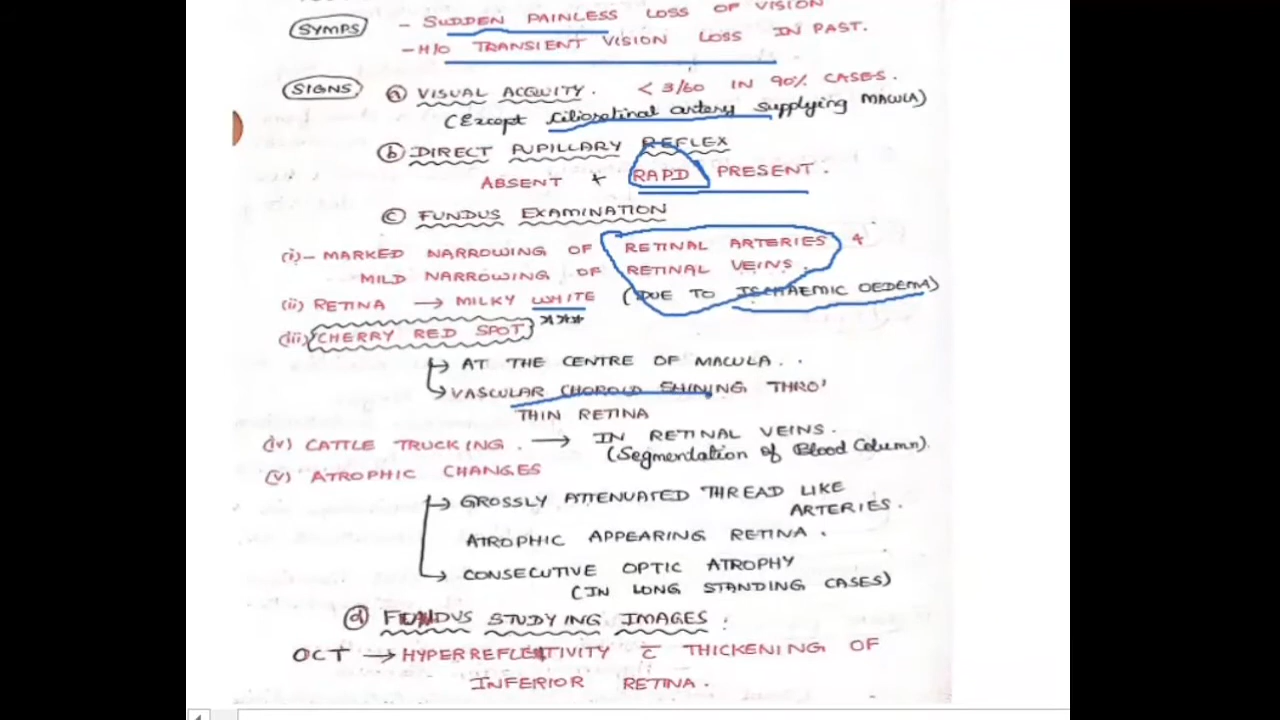 SYMPS - SUDDEN PAINLESS LOSS OF VISION
- H/O TRANSIENT VISION LOSS IN PAST.
SIGNS (a) VISUAL ACQUITY. < 3/60 IN 90% CASES.
(Except cilioretinal artery supplying MACULA)
(b) DIRECT PUPILLARY REFLEX
ABSENT + RAPD PRESENT.
(c) FUNDUS EXAMINATION
(i) - MARKED NARROWING OF RETINAL ARTERIES &
MILD NARROWING OF RETINAL VEINS.
(ii) RETINA → MILKY WHITE (DUE TO ISCHAEMIC OEDEMA)
(iii) CHERRY RED SPOT ***
→ AT THE CENTRE OF MACULA.
→ VASCULAR CHOROID SHINING THRO'
THIN RETINA
(iv) CATTLE TRUCKING. → IN RETINAL VEINS.
(Segmendation of Blood Column).
(v) ATROPHIC CHANGES
→ GROSSLY ATTENUATED THREAD LIKE
ARTERIES.
ATROPHIC APPEARING RETINA.
→ CONSECUTIVE OPTIC ATROPHY
(IN LONG STANDING CASES)
(d) STUDYING IMAGES:
OCT → HYPERREFLECTIVITY c̄ THICKENING OF
INFERIOR RETINA.